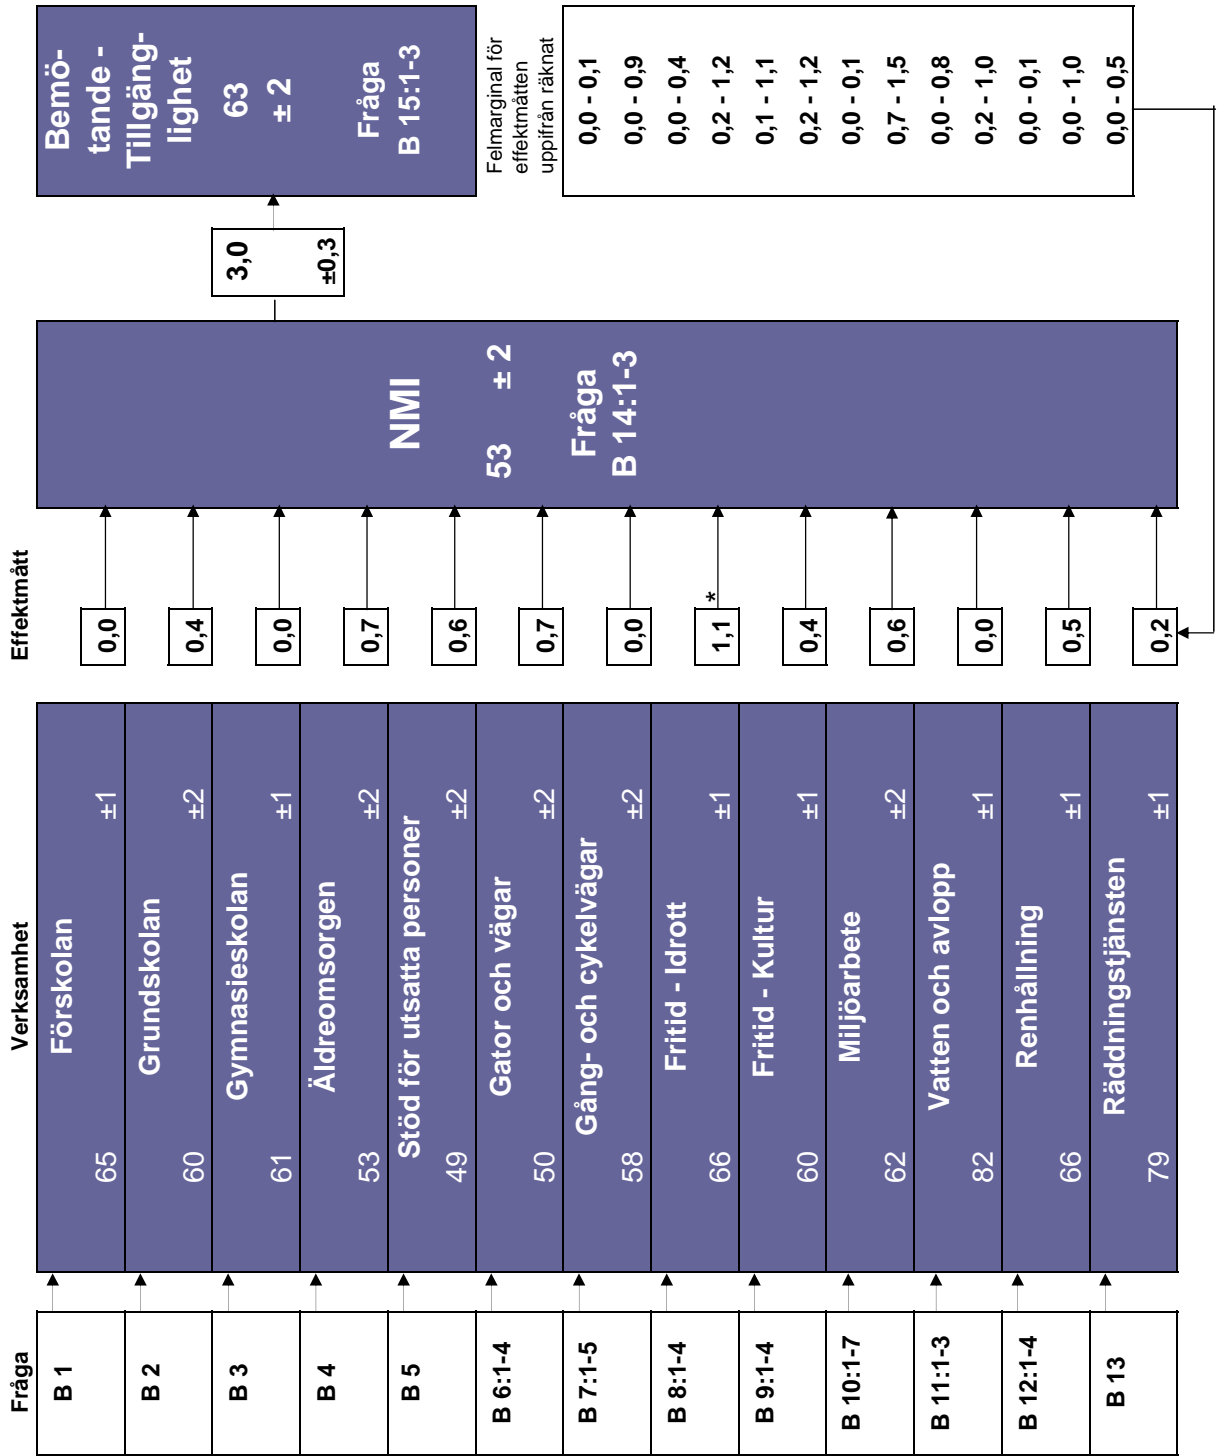 Fråga
Verksamhet
Effektmått
B 1
Förskolan
65 ±1
0,0
B 2
Grundskolan
60 ±2
0,4
B 3
Gymnasieskolan
61 ±1
0,0
B 4
Äldreomsorgen
53 ±2
0,7
B 5
Stöd för utsatta personer
49 ±2
0,6
B 6:1-4
Gator och vägar
50 ±2
0,7
B 7:1-5
Gång- och cykelvägar
58 ±2
0,0
B 8:1-4
Fritid - Idrott
66 ±1
1,1 *
B 9:1-4
Fritid - Kultur
60 ±1
0,4
B 10:1-7
Miljöarbete
62 ±2
0,6
B 11:1-3
Vatten och avlopp
82 ±1
0,0
B 12:1-4
Renhållning
66 ±1
0,5
B 13
Räddningstjänsten
79 ±1
0,2
NMI
53 ± 2
Fråga
B 14:1-3
3,0
±0,3
Bemö-
tande -
Tillgäng-
lighet
63
± 2
Fråga
B 15:1-3
Felmarginal för
effektmåtten
uppifrån räknat
0,0 - 0,1
0,0 - 0,9
0,0 - 0,4
0,2 - 1,2
0,1 - 1,1
0,2 - 1,2
0,0 - 0,1
0,7 - 1,5
0,0 - 0,8
0,2 - 1,0
0,0 - 0,1
0,0 - 1,0
0,0 - 0,5